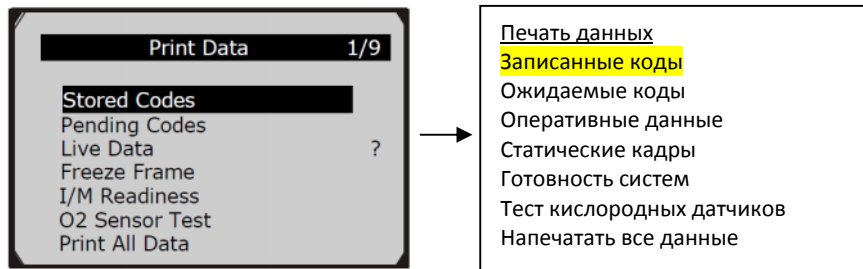 Print Data 1/9
Stored Codes
Pending Codes
Live Data ?
Freeze Frame
I/M Readiness
O2 Sensor Test
Print All Data
Печать данных
Записанные коды
Ожидаемые коды
Оперативные данные
Статические кадры
Готовность систем
Тест кислородных датчиков
Напечатать все данные